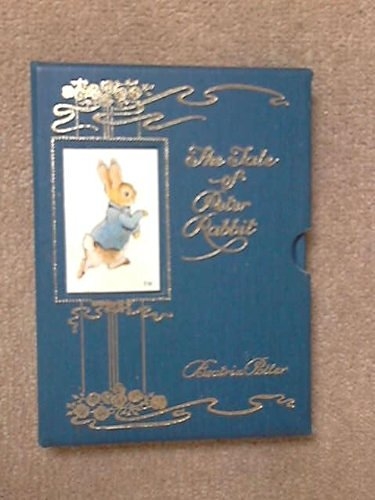 The Tale
of
Peter
Rabbit
Beatrix Potter